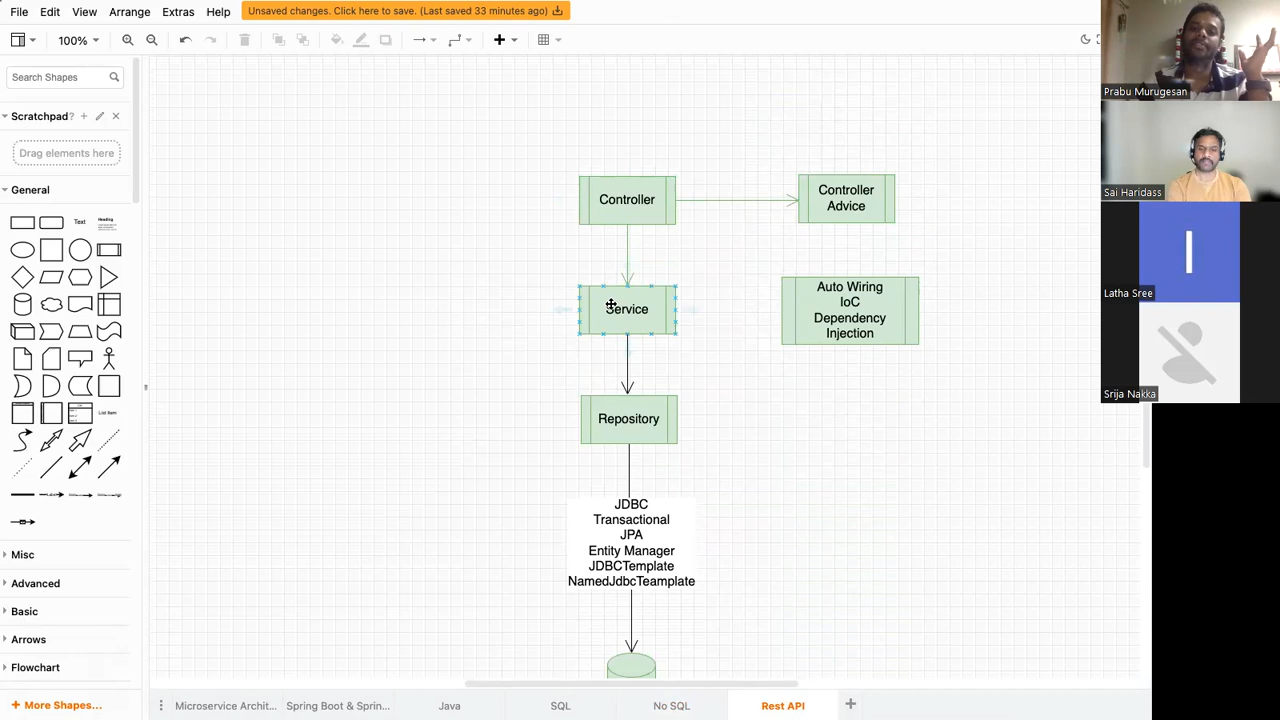 File Edit View Arrange Extras Help
Unsaved changes. Click here to save. (Last saved 33 minutes ago)
100%
Search Shapes
Scratchpad ?
Drag elements here
General
Text
Heading
List Item
Misc
Advanced
Basic
Arrows
Flowchart
+ More Shapes...
Controller
Controller
Advice
Service
Auto Wiring
IoC
Dependency
Injection
Repository
JDBC
Transactional
JPA
Entity Manager
JDBCTemplate
NamedJdbcTeamplate
Microservice Archit... Spring Boot & Sprin... Java SQL No SQL Rest API
Prabu Murugesan
Sai Haridass
I
Latha Sree
Srija Nakka